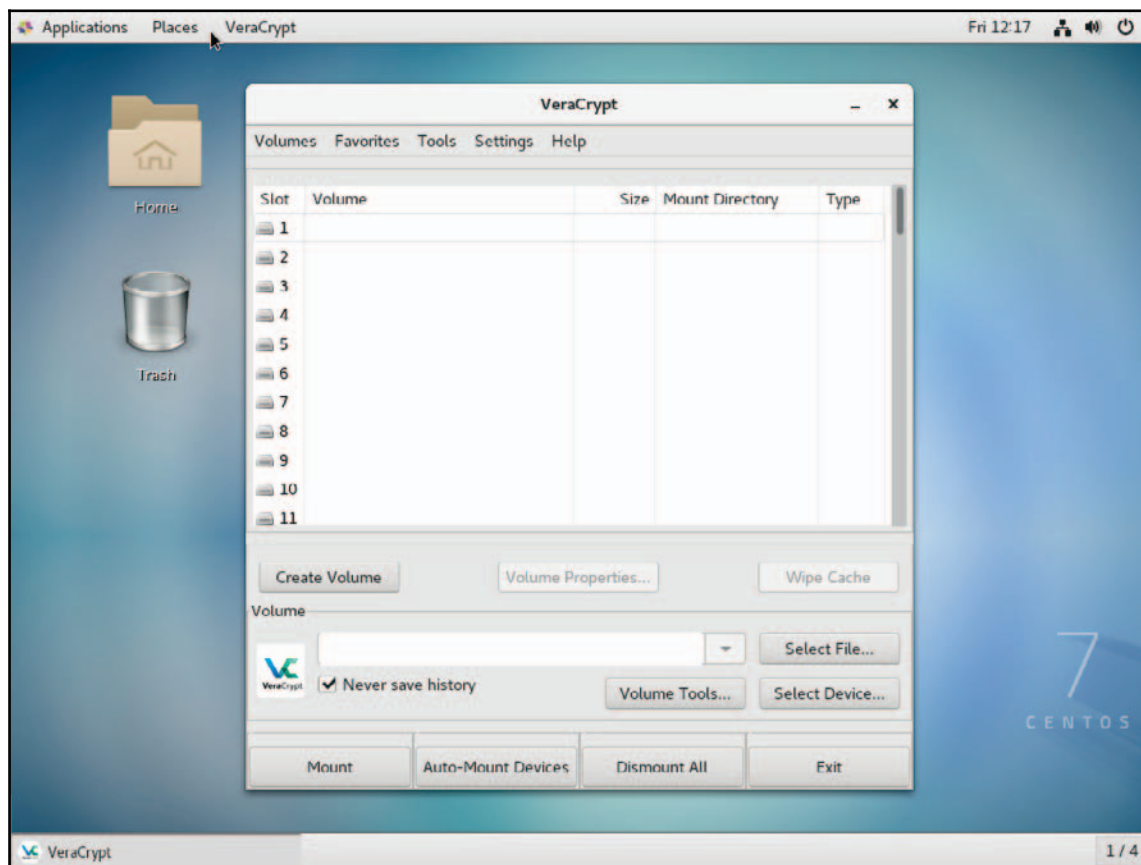 Applications Places VeraCrypt Fri 12:17
VeraCrypt
Volumes Favorites Tools Settings Help
Slot Volume Size Mount Directory Type
1
2
3
4
5
6
7
8
9
10
11
Home
Trash
Create Volume Volume Properties... Wipe Cache
Volume
Select File...
VeraCrypt
Never save history
Volume Tools... Select Device...
Mount Auto-Mount Devices Dismount All Exit
7
CENTOS
VeraCrypt 1 / 4